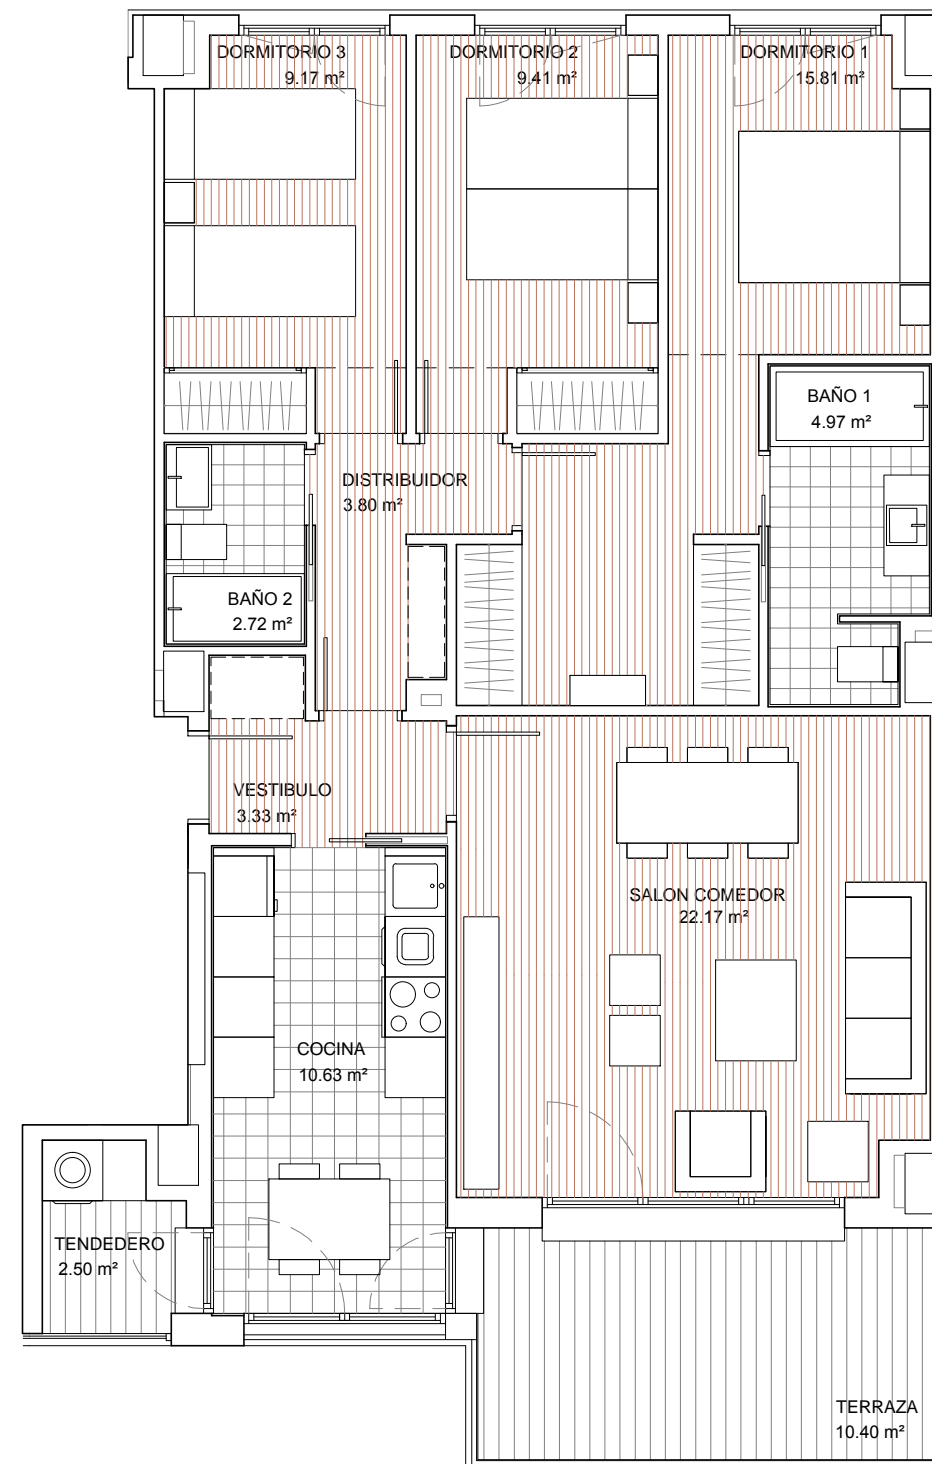 DORMITORIO 3
9.17 m²
DORMITORIO 2
9.41 m²
DORMITORIO 1
15.81 m²
BAÑO 1
4.97 m²
DISTRIBUIDOR
3.80 m²
BAÑO 2
2.72 m²
VESTIBULO
3.33 m²
SALON COMEDOR
22.17 m²
COCINA
10.63 m²
TENDEDERO
2.50 m²
TERRAZA
10.40 m²